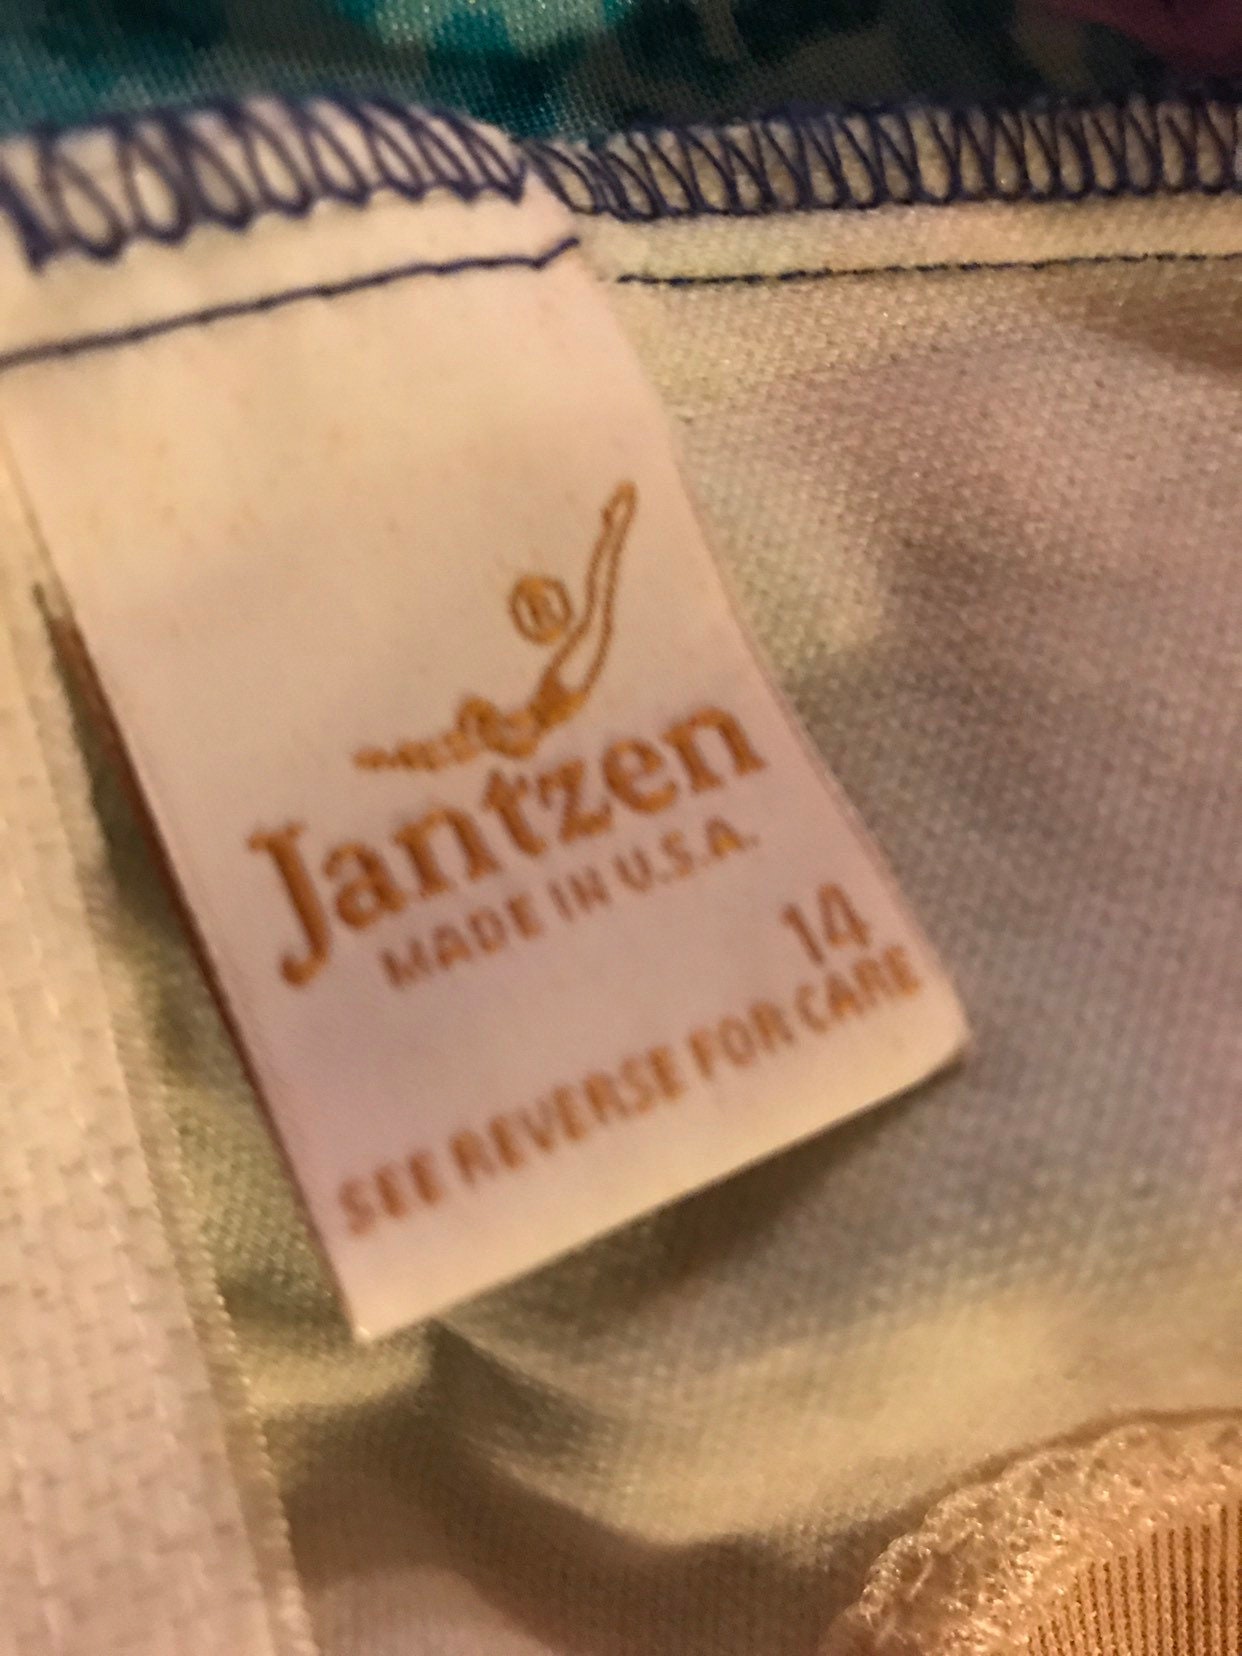 Jantzen
MADE IN U.S.A.
14
SEE REVERSE FOR CARE